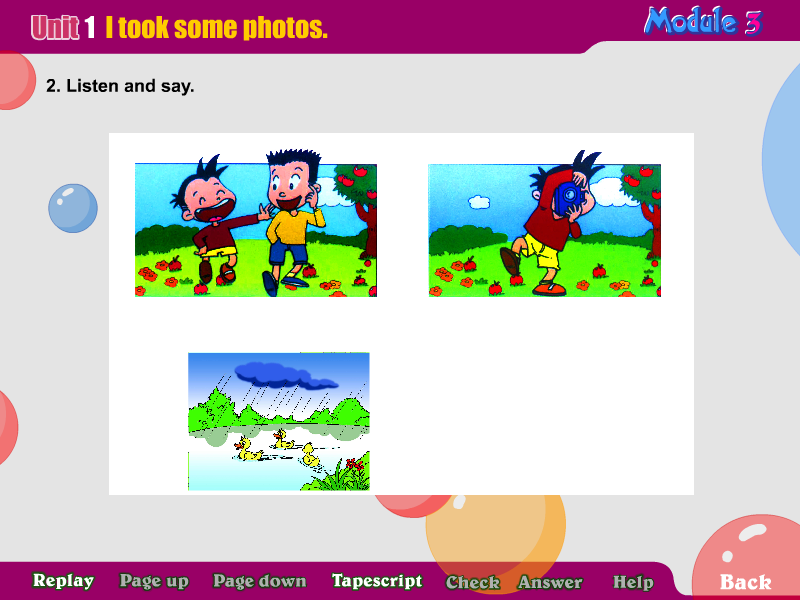 Unit 1 I took some photos.
Module 3
2. Listen and say.
Replay Page up Page down Tapescript Check Answer Help Back